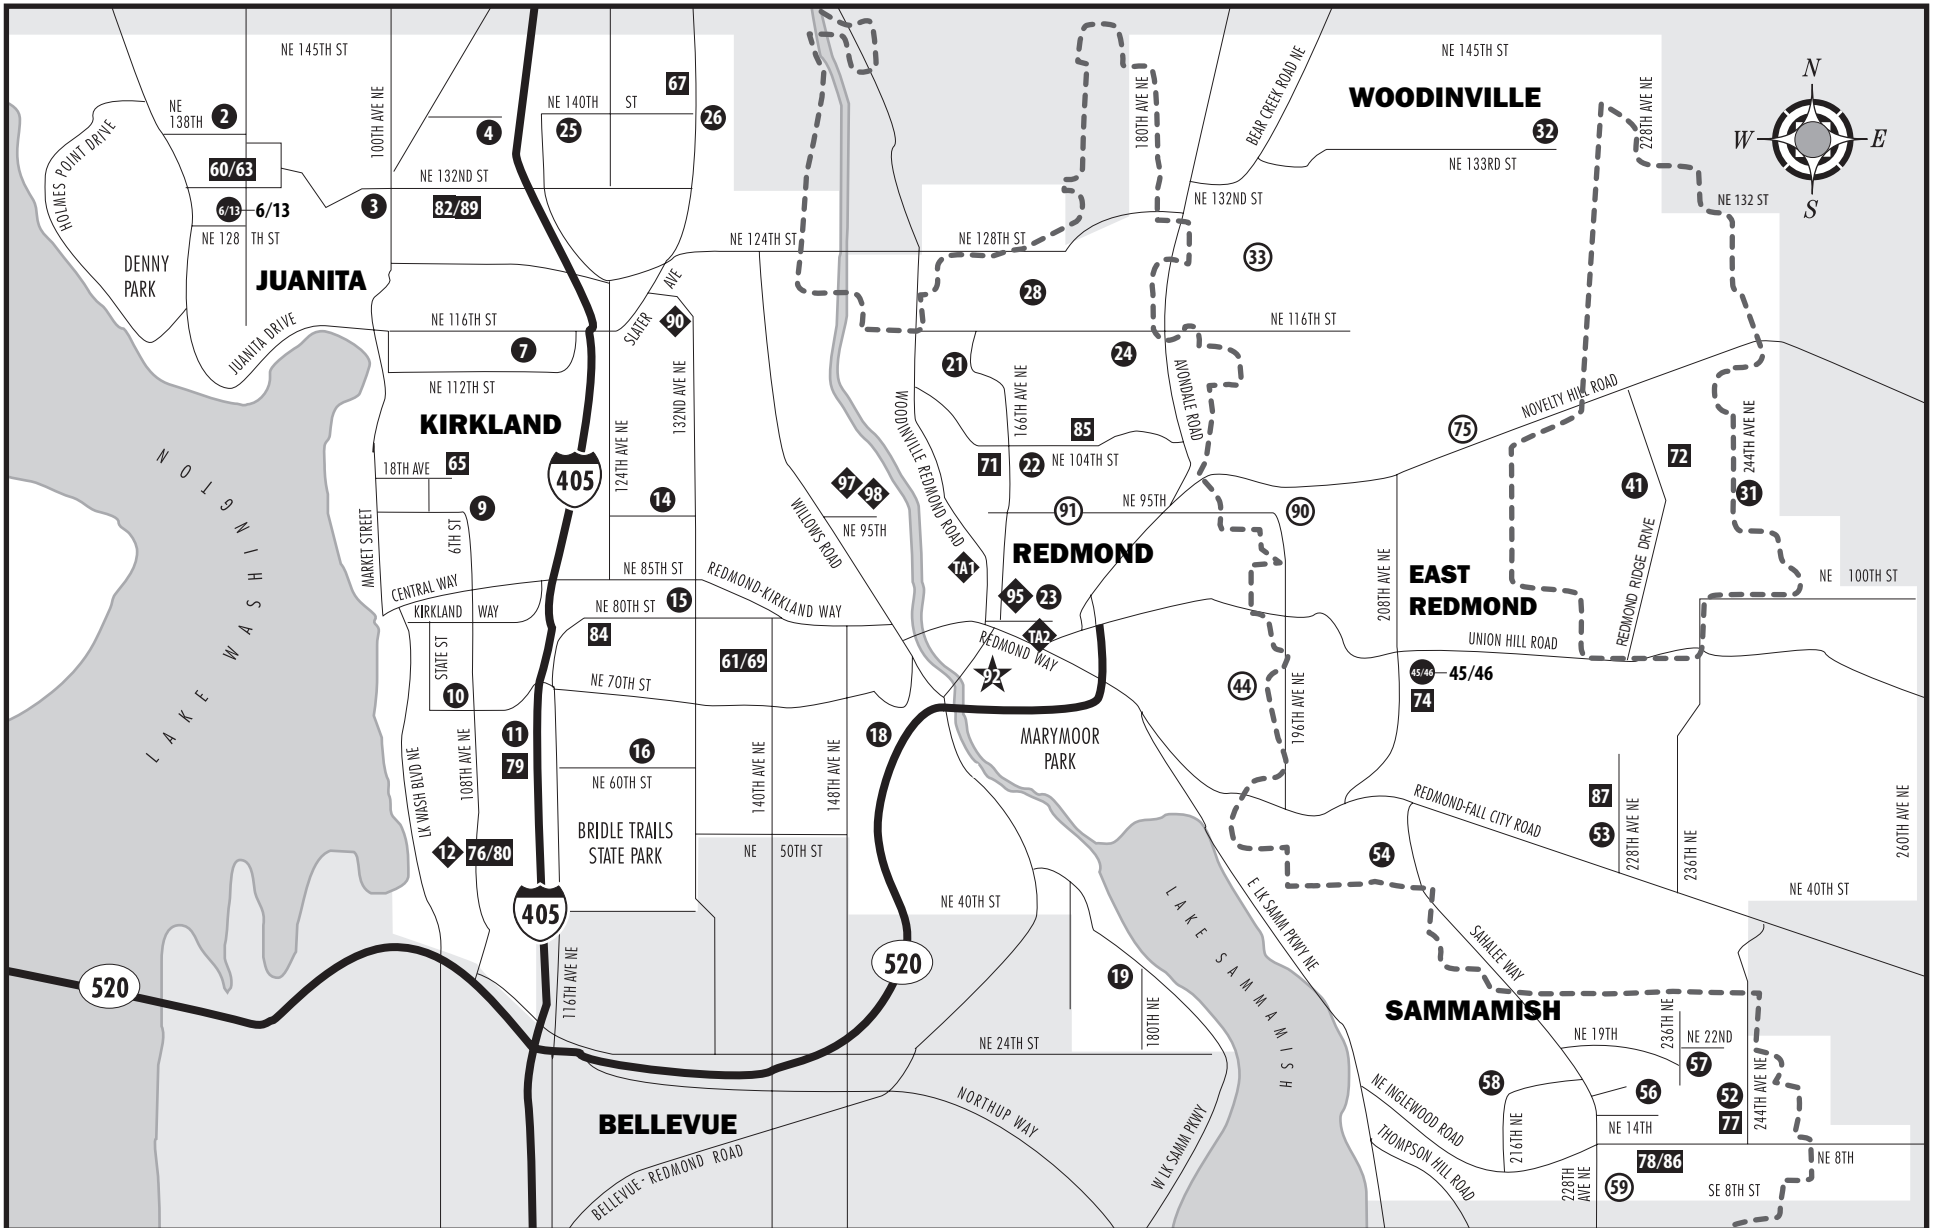 NE 145TH ST
NE 145TH ST
N
W
E
S
WOODINVILLE
67
NE 140TH ST
26
25
4
NE 138TH
2
100TH AVE NE
HOLMES POINT DRIVE
180TH AVE NE
BEAR CREEK ROAD NE
228TH AVE NE
32
NE 133RD ST
60/63
NE 132ND ST
82/89
3
6/13
6/13
NE 128TH ST
NE 132ND ST
NE 132 ST
NE 124TH ST
NE 128TH ST
DENNY
PARK
JUANITA
33
28
SLATER AVE
90
NE 116TH ST
NE 116TH ST
JUANITA DRIVE
7
NE 112TH ST
21
24
AVONDALE ROAD
132ND AVE NE
166TH AVE NE
WOODINVILLE REDMOND ROAD
NOVELTY HILL ROAD
KIRKLAND
405
124TH AVE NE
85
71
22
NE 104TH ST
75
72
244TH AVE NE
41
31
18TH AVE
65
9
14
97
98
NE 95TH
WILLOWS ROAD
91
NE 95TH
90
MARKET STREET
6TH ST
LAKE WASHINGTON
REDMOND
TA1
95
23
TA2
208TH AVE NE
EAST
REDMOND
REDMOND RIDGE DRIVE
NE 100TH ST
CENTRAL WAY
NE 85TH ST
REDMOND-KIRKLAND WAY
KIRKLAND WAY
NE 80TH ST
15
84
61/69
STATE ST
10
NE 70TH ST
REDMOND WAY
92
UNION HILL ROAD
45/46
45/46
74
44
196TH AVE NE
MARYMOOR
PARK
11
79
16
18
NE 60TH ST
LK WASH BLVD NE
108TH AVE NE
140TH AVE NE
148TH AVE NE
REDMOND-FALL CITY ROAD
87
53
228TH AVE NE
236TH NE
260TH AVE NE
12
76/80
BRIDLE TRAILS
STATE PARK
NE 50TH ST
54
NE 40TH ST
NE 40TH ST
405
E LK SAMM PKWY NE
LAKE SAMMAMISH
SAHALEE WAY
520
520
116TH AVE NE
19
180TH NE
SAMMAMISH
NE 24TH ST
NE 19TH
236TH NE
NE 22ND
57
58
56
52
77
244TH AVE NE
NE INGLEWOOD ROAD
216TH NE
NE 14TH
BELLEVUE
NORTHUP WAY
BELLEVUE-REDMOND ROAD
W LK SAMM PKWY
THOMPSON HILL ROAD
228TH
AVE NE
78/86
59
NE 8TH
SE 8TH ST